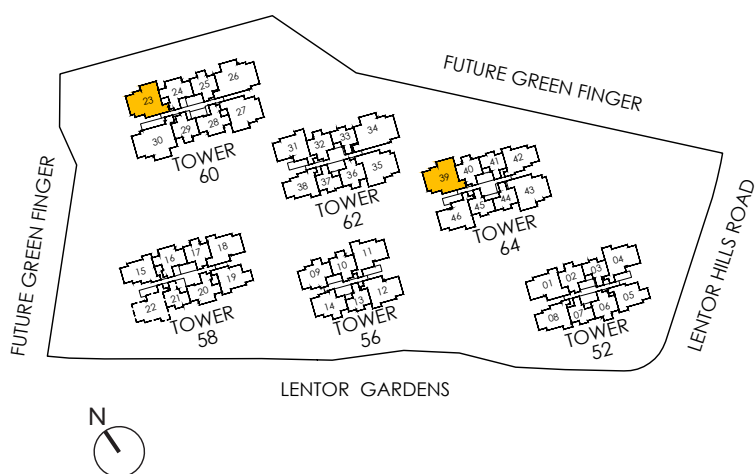 FUTURE GREEN FINGER
23 24 25 26
30 29 28 27
TOWER
60
31 32 33 34
38 37 36 35
TOWER
62
39 40 41 42
46 45 44 43
TOWER
64
FUTURE GREEN FINGER
LENTOR HILLS ROAD
15 16 17 18
22 21 20 19
TOWER
58
09 10 11
14 13 12
TOWER
56
01 02 03 04
08 07 06 05
TOWER
52
LENTOR GARDENS
N